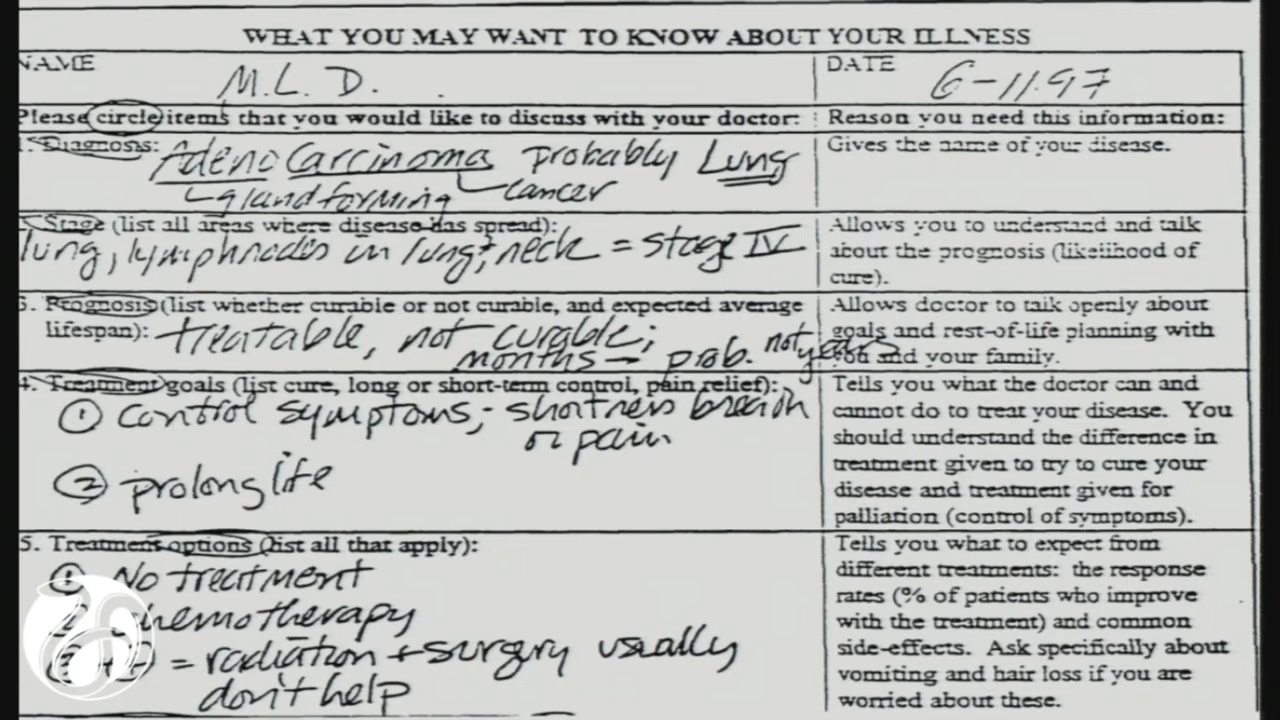 WHAT YOU MAY WANT TO KNOW ABOUT YOUR ILLNESS
NAME M.L.D.
DATE 6-11-97
Please circle items that you would like to discuss with your doctor:
Reason you need this information:
1. Diagnosis: AdenoCarcinoma probably Lung
gland forming cancer
Gives the name of your disease.
2. Stage (list all areas where disease has spread):
lung, lymphnodes in lung, neck = stage IV
Allows you to understand and talk
about the prognosis (likelihood of
cure).
3. Prognosis (list whether curable or not curable, and expected average
lifespan): treatable, not curable;
months – prob. not years
Allows doctor to talk openly about
goals and rest-of-life planning with
you and your family.
4. Treatment goals (list cure, long or short-term control, pain relief):
① control symptoms; shortness breath
or pain
② prolong life
Tells you what the doctor can and
cannot do to treat your disease. You
should understand the difference in
treatment given to try to cure your
disease and treatment given for
palliation (control of symptoms).
5. Treatment options (list all that apply):
① No treatment
② chemotherapy
③ + ④ = radiation + surgery usually
don't help
Tells you what to expect from
different treatments: the response
rates (% of patients who improve
with the treatment) and common
side-effects. Ask specifically about
vomiting and hair loss if you are
worried about these.